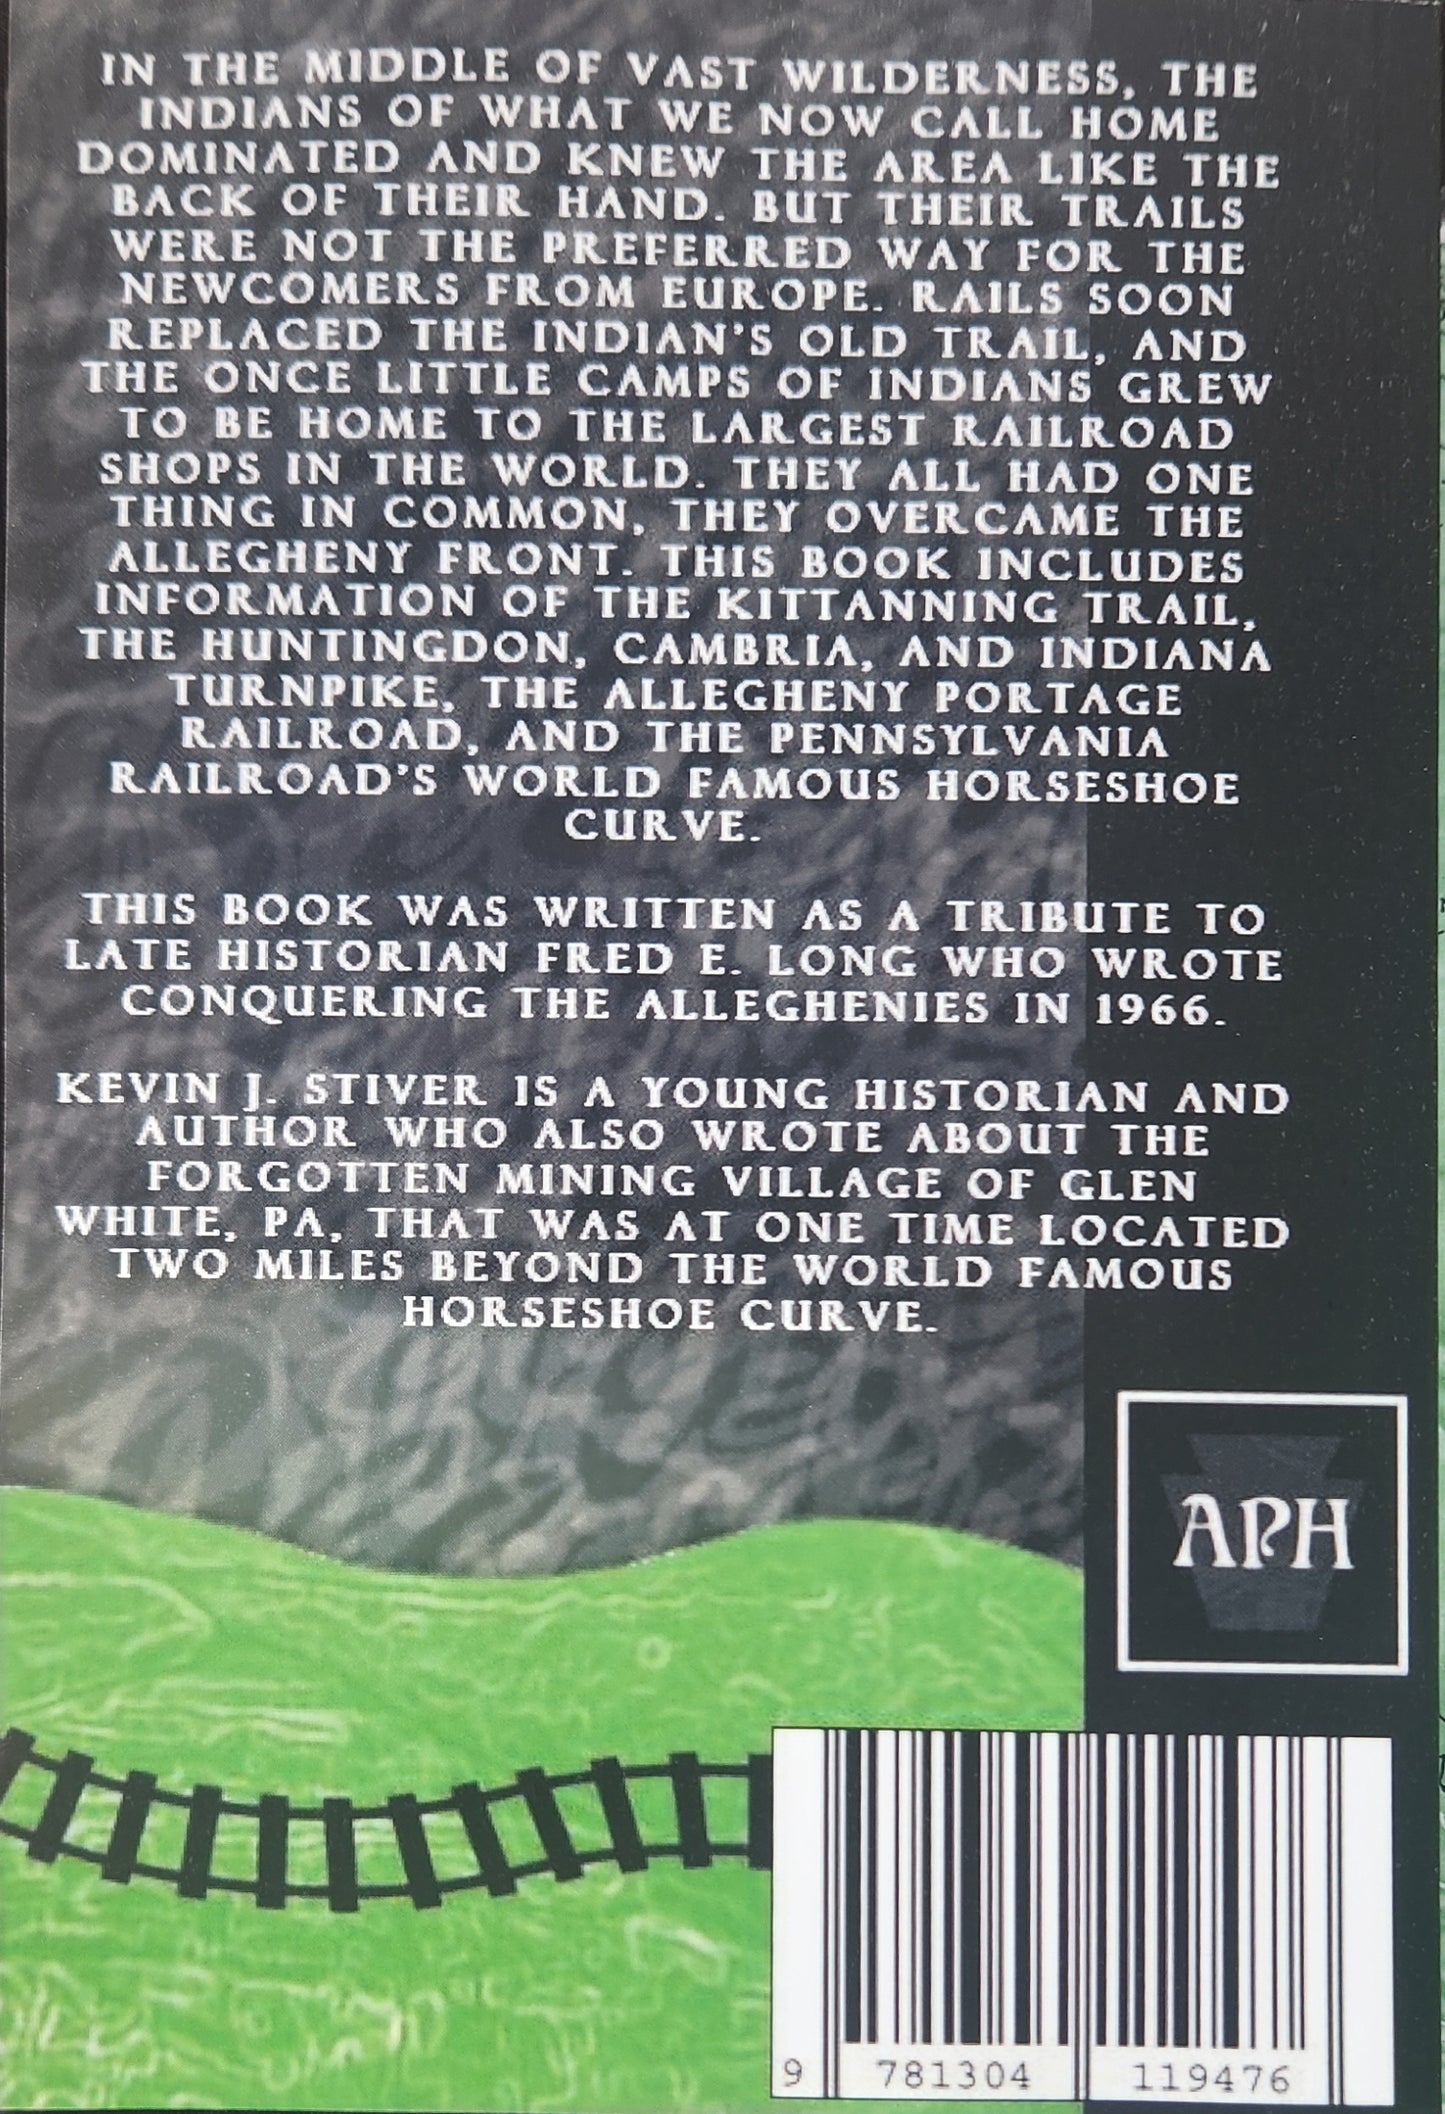 IN THE MIDDLE OF VAST WILDERNESS, THE
INDIANS OF WHAT WE NOW CALL HOME
DOMINATED AND KNEW THE AREA LIKE THE
BACK OF THEIR HAND. BUT THEIR TRAILS
WERE NOT THE PREFERRED WAY FOR THE
NEWCOMERS FROM EUROPE. RAILS SOON
REPLACED THE INDIAN'S OLD TRAIL, AND
THE ONCE LITTLE CAMPS OF INDIANS GREW
TO BE HOME TO THE LARGEST RAILROAD
SHOPS IN THE WORLD. THEY ALL HAD ONE
THING IN COMMON, THEY OVERCAME THE
ALLEGHENY FRONT. THIS BOOK INCLUDES
INFORMATION OF THE KITTANNING TRAIL,
THE HUNTINGDON, CAMBRIA, AND INDIANA
TURNPIKE, THE ALLEGHENY PORTAGE
RAILROAD, AND THE PENNSYLVANIA
RAILROAD'S WORLD FAMOUS HORSESHOE
CURVE.
THIS BOOK WAS WRITTEN AS A TRIBUTE TO
LATE HISTORIAN FRED E. LONG WHO WROTE
CONQUERING THE ALLEGHENIES IN 1966.
KEVIN J. STIVER IS A YOUNG HISTORIAN AND
AUTHOR WHO ALSO WROTE ABOUT THE
FORGOTTEN MINING VILLAGE OF GLEN
WHITE, PA, THAT WAS AT ONE TIME LOCATED
TWO MILES BEYOND THE WORLD FAMOUS
HORSESHOE CURVE.
APH
9 781304 119476